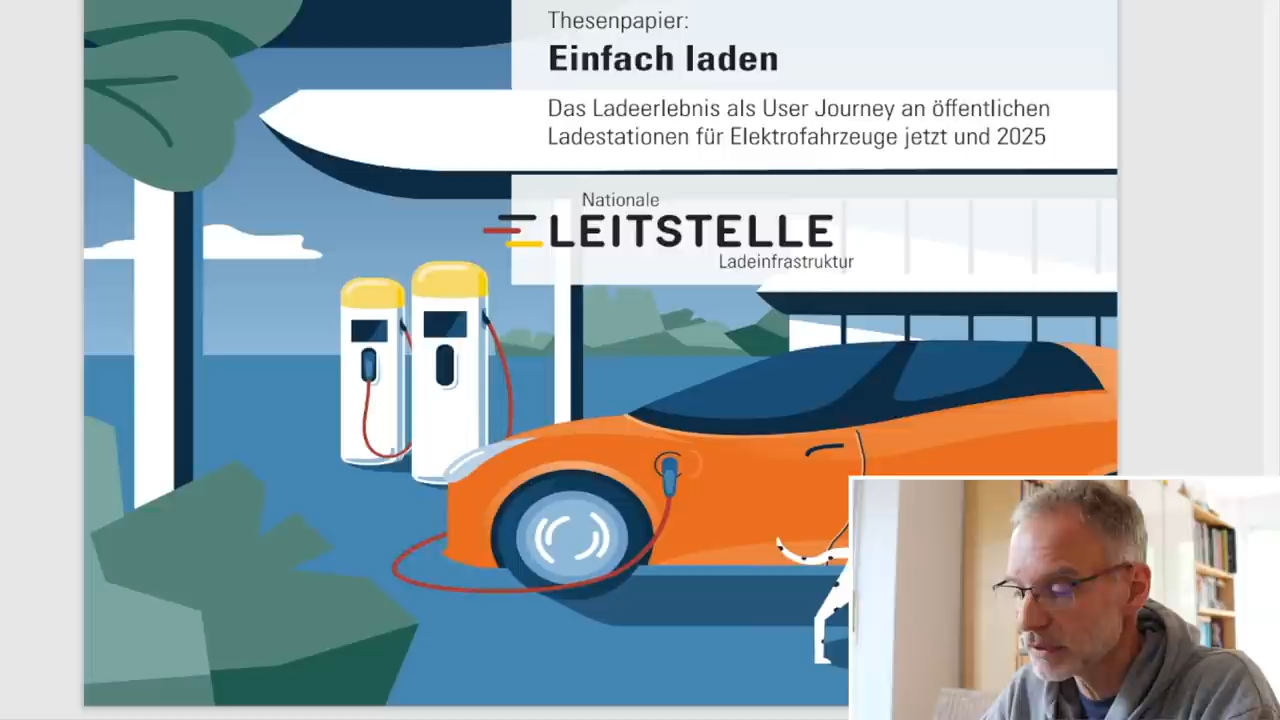 Thesenpapier:
Einfach laden
Das Ladeerlebnis als User Journey an öffentlichen
Ladestationen für Elektrofahrzeuge jetzt und 2025
Nationale
LEITSTELLE
Ladeinfrastruktur